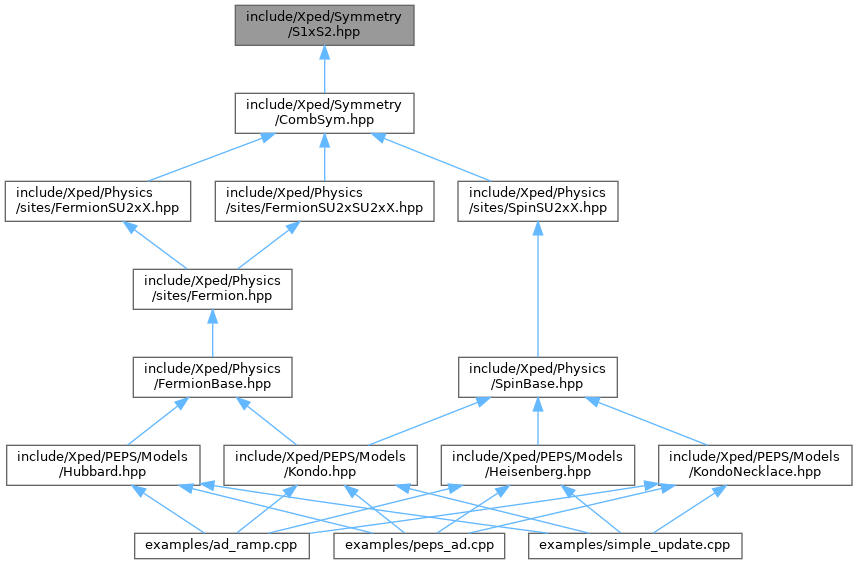 include/Xped/Symmetry
/S1xS2.hpp
include/Xped/Symmetry
/CombSym.hpp
include/Xped/Physics
/sites/FermionSU2xX.hpp
include/Xped/Physics
/sites/FermionSU2xSU2xX.hpp
include/Xped/Physics
/sites/SpinSU2xX.hpp
include/Xped/Physics
/sites/Fermion.hpp
include/Xped/Physics
/FermionBase.hpp
include/Xped/Physics
/SpinBase.hpp
include/Xped/PEPS/Models
/Hubbard.hpp
include/Xped/PEPS/Models
/Kondo.hpp
include/Xped/PEPS/Models
/Heisenberg.hpp
include/Xped/PEPS/Models
/KondoNecklace.hpp
examples/ad_ramp.cpp
examples/peps_ad.cpp
examples/simple_update.cpp